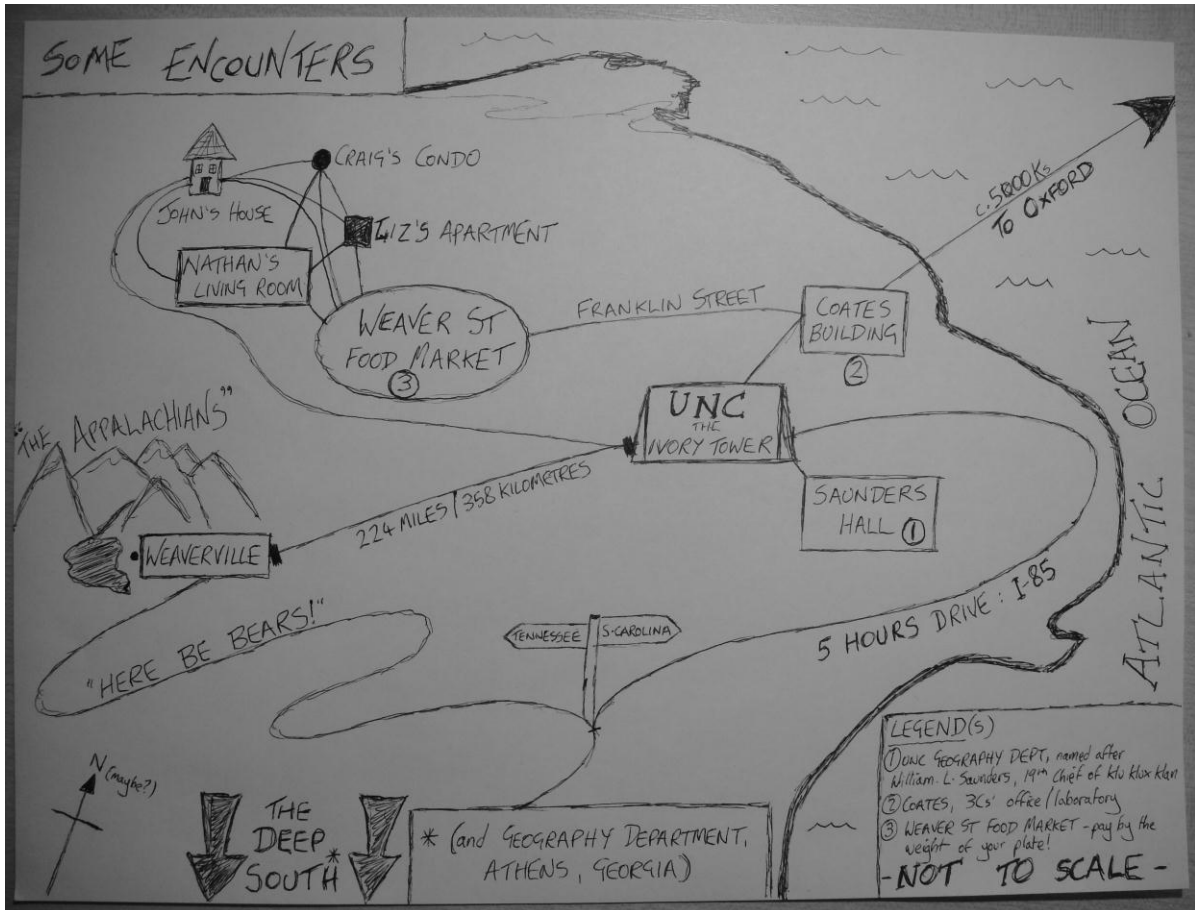 SOME ENCOUNTERS
CRAIG'S CONDO
JOHN'S HOUSE
LIZ'S APARTMENT
NATHAN'S
LIVING ROOM
WEAVER ST
FOOD MARKET
③
FRANKLIN STREET
COATES
BUILDING
②
c.5000Ks
TO OXFORD
ATLANTIC OCEAN
"THE APPALACHIANS"
UNC
THE
IVORY TOWER
SAUNDERS
HALL ①
224 MILES / 358 KILOMETRES
WEAVERVILLE
"HERE BE BEARS!"
TENNESSEE
S-CAROLINA
5 HOURS DRIVE : I-85
N (maybe?)
THE
DEEP
SOUTH*
* (and GEOGRAPHY DEPARTMENT,
ATHENS, GEORGIA)
LEGEND(S)
① UNC GEOGRAPHY DEPT, named after
William. L. Saunders, 19th Chief of klu klux klan
② COATES, 3Cs' office/laboratory
③ WEAVER ST FOOD MARKET - pay by the
weight of your plate!
- NOT TO SCALE -